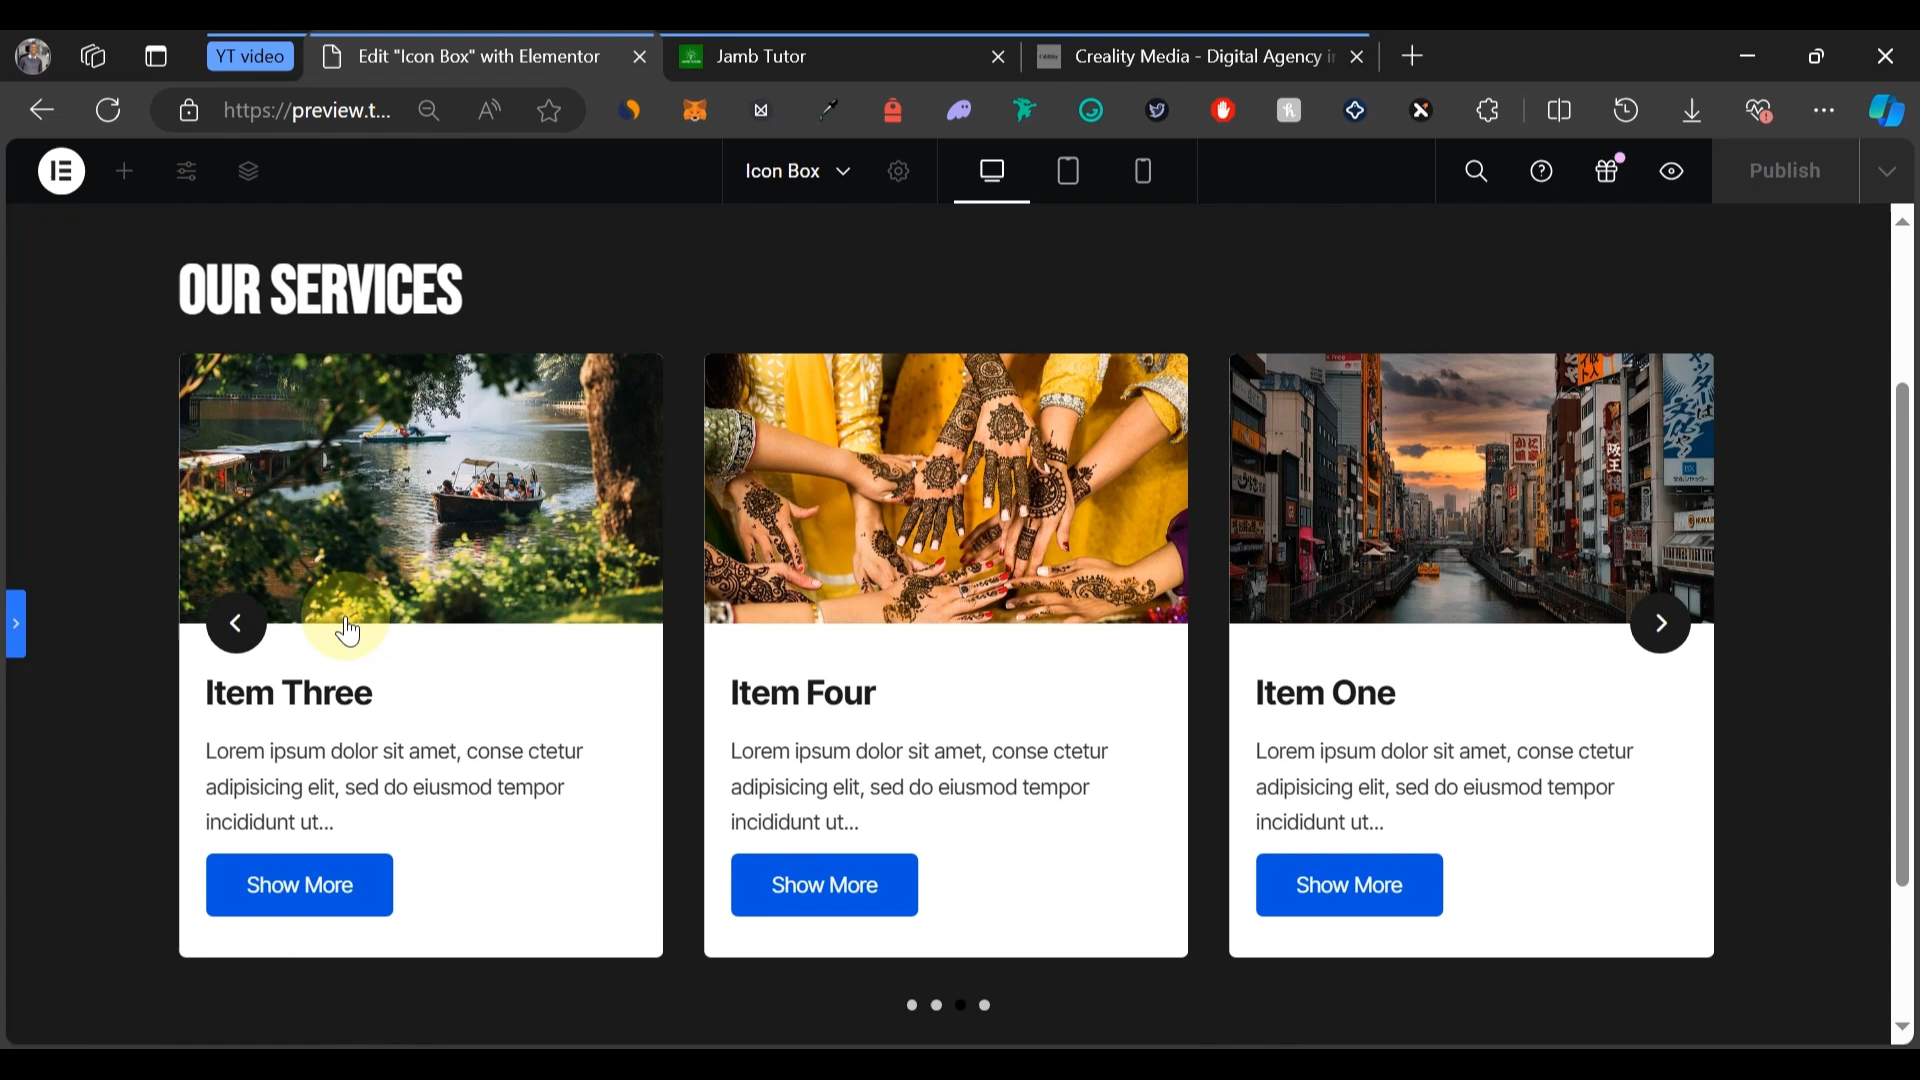 YT video
Edit "Icon Box" with Elementor
Jamb Tutor
Creality Media - Digital Agency i
https://preview.t...
Icon Box
Publish
OUR SERVICES
Item Three
Lorem ipsum dolor sit amet, conse ctetur
adipisicing elit, sed do eiusmod tempor
incididunt ut...
Show More
Item Four
Lorem ipsum dolor sit amet, conse ctetur
adipisicing elit, sed do eiusmod tempor
incididunt ut...
Show More
Item One
Lorem ipsum dolor sit amet, conse ctetur
adipisicing elit, sed do eiusmod tempor
incididunt ut...
Show More